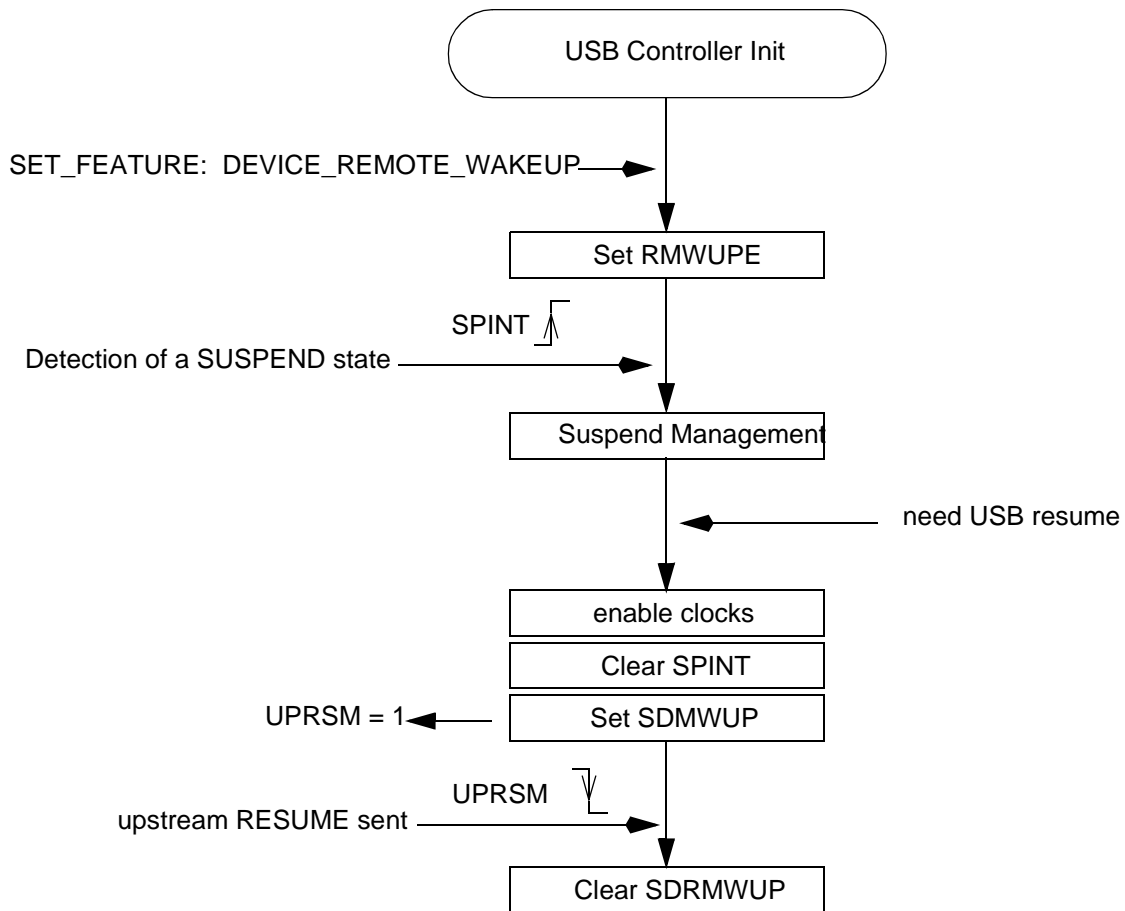 USB Controller Init
SET_FEATURE: DEVICE_REMOTE_WAKEUP
Set RMWUPE
SPINT
Detection of a SUSPEND state
Suspend Management
need USB resume
enable clocks
Clear SPINT
UPRSM = 1
Set SDMWUP
UPRSM
upstream RESUME sent
Clear SDRMWUP